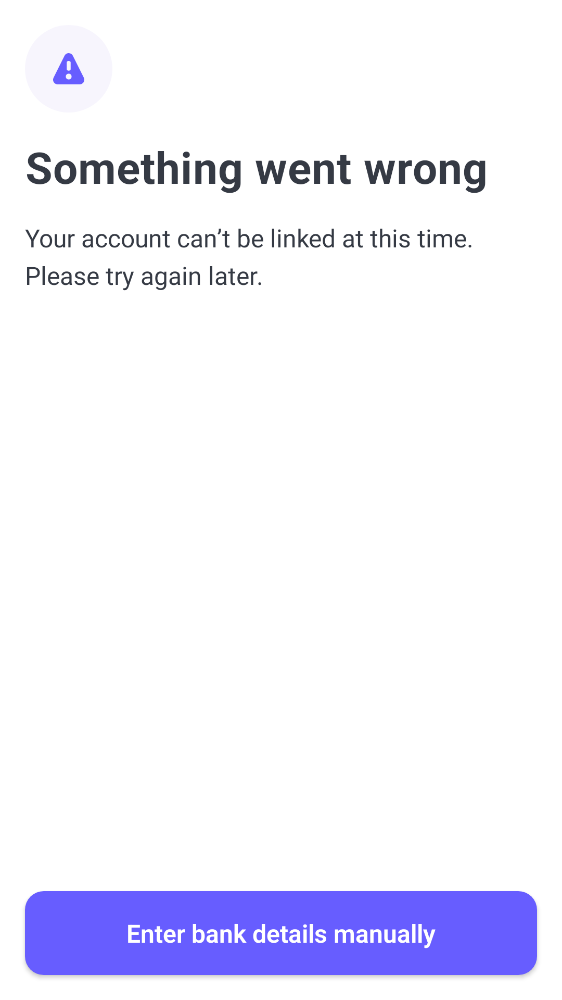 Something went wrong
Your account can’t be linked at this time.
Please try again later.
Enter bank details manually